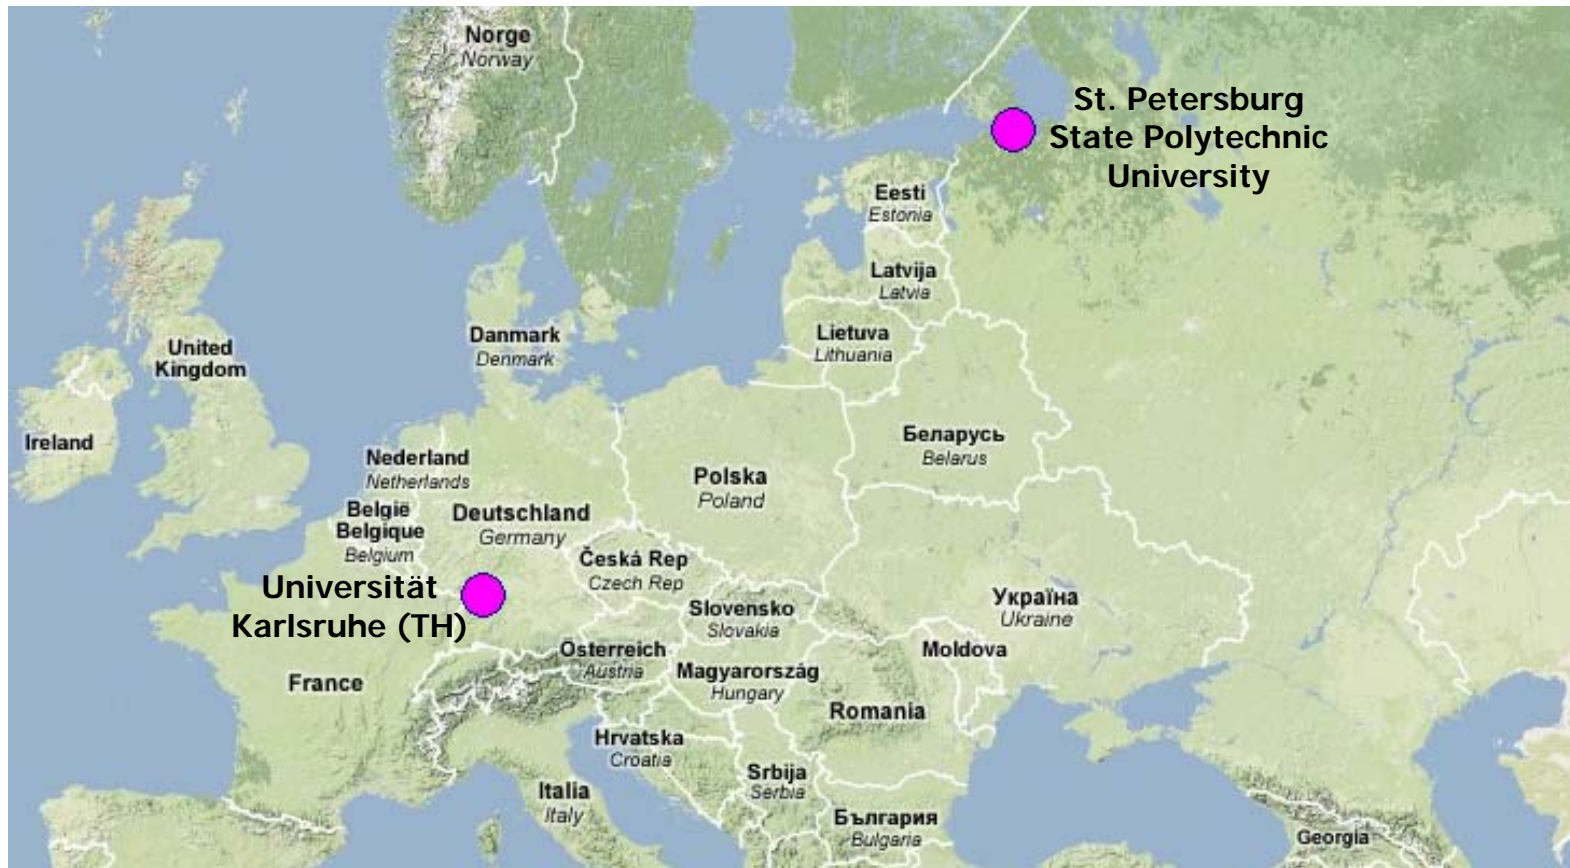 Norge
Norway
St. Petersburg
State Polytechnic
University
Eesti
Estonia
Latvija
Latvia
Danmark
Denmark
Lietuva
Lithuania
United
Kingdom
Ireland
Nederland
Netherlands
Беларусь
Belarus
Polska
Poland
België
Belgique
Belgium
Deutschland
Germany
Česká Rep
Czech Rep
Universität
Karlsruhe (TH)
Slovensko
Slovakia
Україна
Ukraine
Österreich
Austria
Moldova
Magyarország
Hungary
France
Romania
Hrvatska
Croatia
Srbija
Serbia
Italia
Italy
България
Bulgaria
Georgia